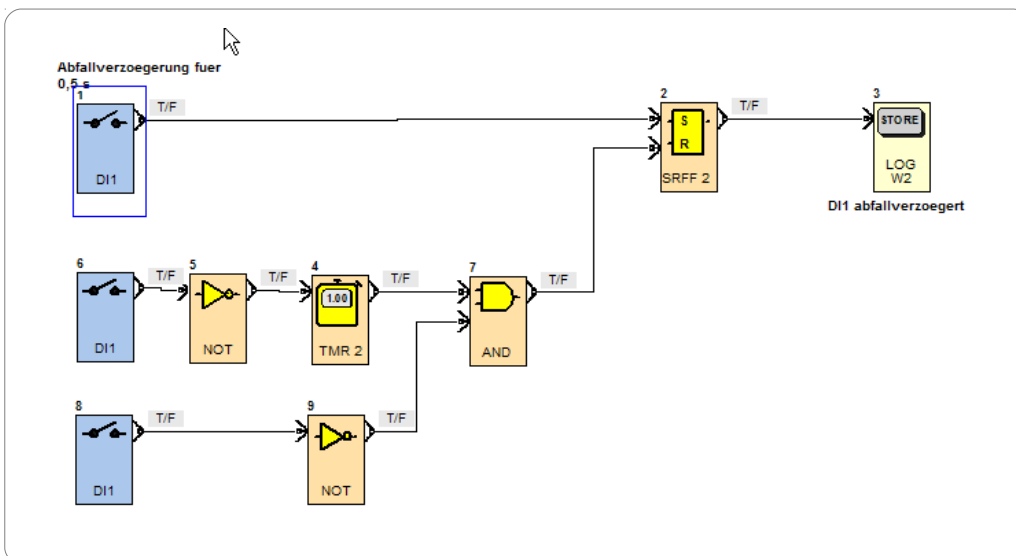 Abfallverzoegerung fuer
0,5 s
1
T/F
DI1
2
S
R
SRFF 2
T/F
3
STORE
LOG
W2
DI1 abfallverzoegert
6
T/F
DI1
5
T/F
NOT
4
1.00
T/F
TMR 2
7
T/F
AND
8
T/F
DI1
9
T/F
NOT